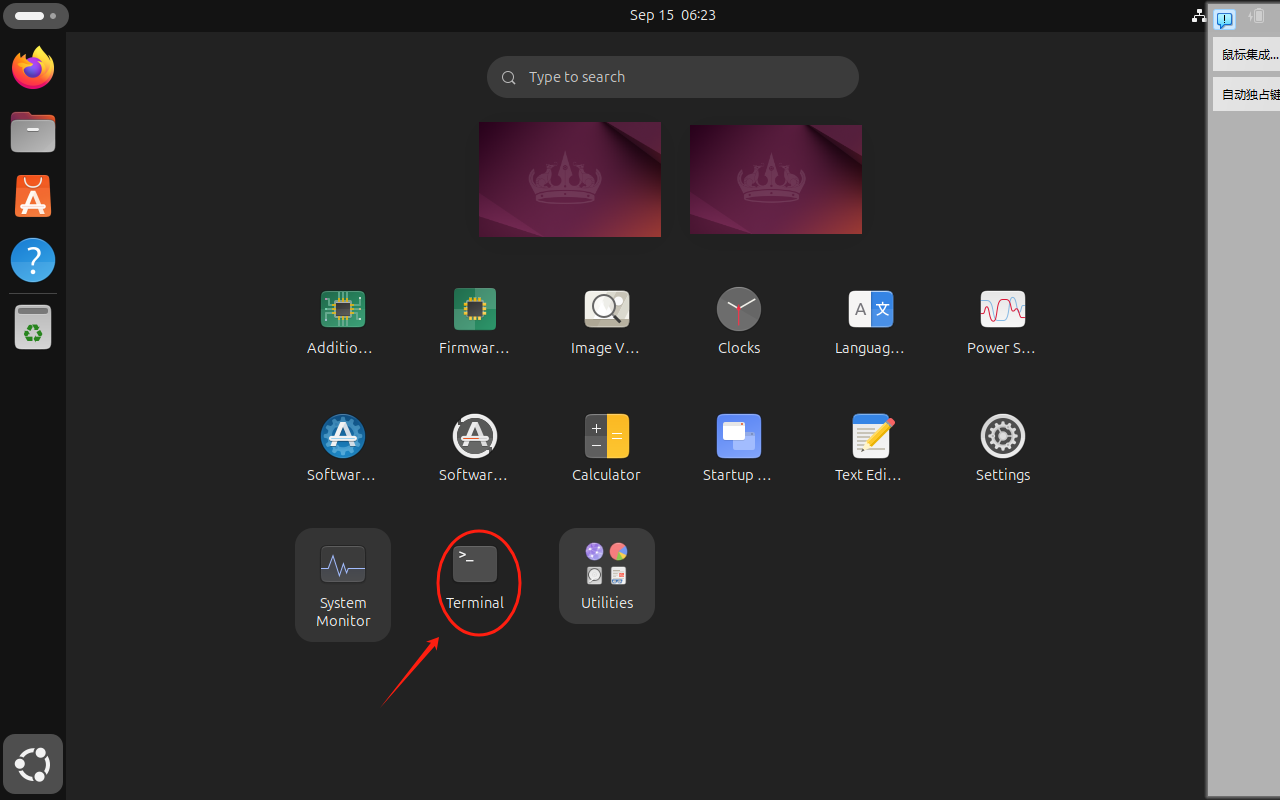 Sep 15 06:23
Type to search
鼠标集成...
自动独占键
Additio...
Firmwar...
Image V...
Clocks
Languag...
Power S...
Softwar...
Softwar...
Calculator
Startup ...
Text Edi...
Settings
System
Monitor
>_
Terminal
Utilities